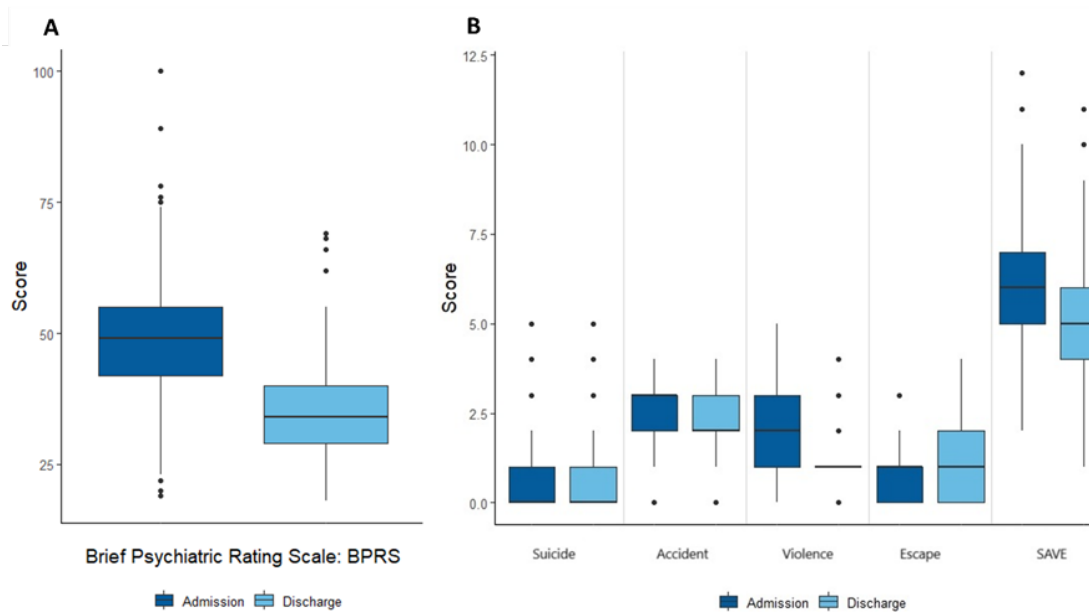 A
Score
100
75
50
25
Brief Psychiatric Rating Scale: BPRS
Admission Discharge
B
Score
12.5
10.0
7.5
5.0
2.5
0.0
Suicide Accident Violence Escape SAVE
Admission Discharge